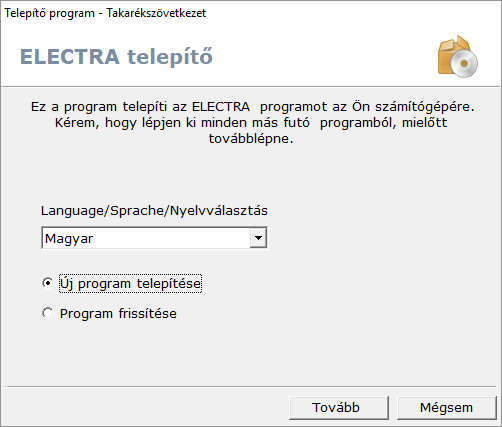 Telepítő program - Takarékszövetkezet
ELECTRA telepítő
Ez a program telepíti az ELECTRA  programot az Ön számítógépére.
Kérem, hogy lépjen ki minden más futó  programból, mielőtt
továbblépne.
Language/Sprache/Nyelvválasztás
Magyar
Új program telepítése
Program frissítése
Tovább
Mégsem